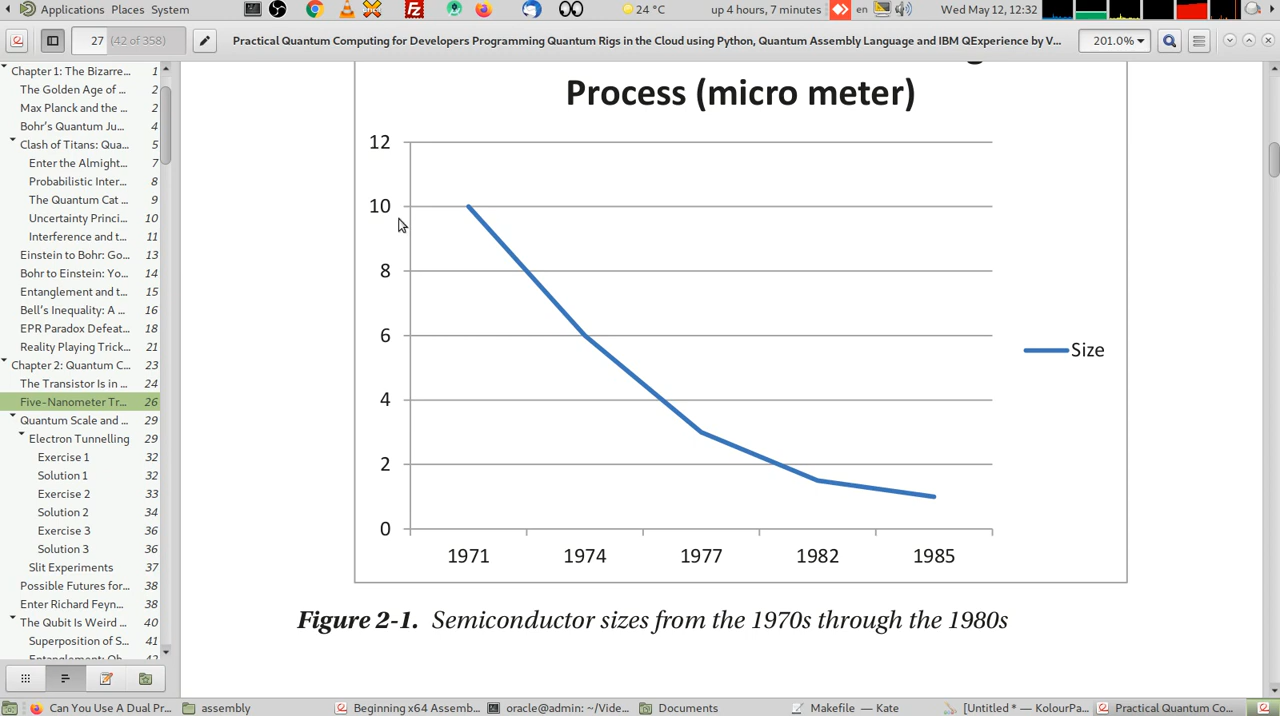 Applications Places System
24 °C
up 4 hours, 7 minutes
en
Wed May 12, 12:32
27 (42 of 358)
Practical Quantum Computing for Developers Programming Quantum Rigs in the Cloud using Python, Quantum Assembly Language and IBM QExperience by V...
201.0%
Chapter 1: The Bizarre... 1
The Golden Age of ... 2
Max Planck and the ... 2
Bohr's Quantum Ju... 4
Clash of Titans: Qua... 5
Enter the Almight... 7
Probabilistic Inter... 8
The Quantum Cat ... 9
Uncertainty Princi... 10
Interference and t... 11
Einstein to Bohr: Go... 13
Bohr to Einstein: Yo... 14
Entanglement and t... 15
Bell's Inequality: A ... 16
EPR Paradox Defeat... 18
Reality Playing Trick... 21
Chapter 2: Quantum C... 23
The Transistor Is in ... 24
Five-Nanometer Tr... 26
Quantum Scale and ... 29
Electron Tunnelling 29
Exercise 1 32
Solution 1 32
Exercise 2 33
Solution 2 34
Exercise 3 36
Solution 3 36
Slit Experiments 37
Possible Futures for... 38
Enter Richard Feyn... 38
The Qubit Is Weird ... 40
Superposition of S... 41
Process (micro meter)
12
10
8
6
4
2
0
1971 1974 1977 1982 1985
Size
Figure 2-1. Semiconductor sizes from the 1970s through the 1980s
Can You Use A Dual Pr...
assembly
Beginning x64 Assemb...
oracle@admin: ~/Vide...
Documents
Makefile — Kate
[Untitled * — KolourPa...
Practical Quantum Co...